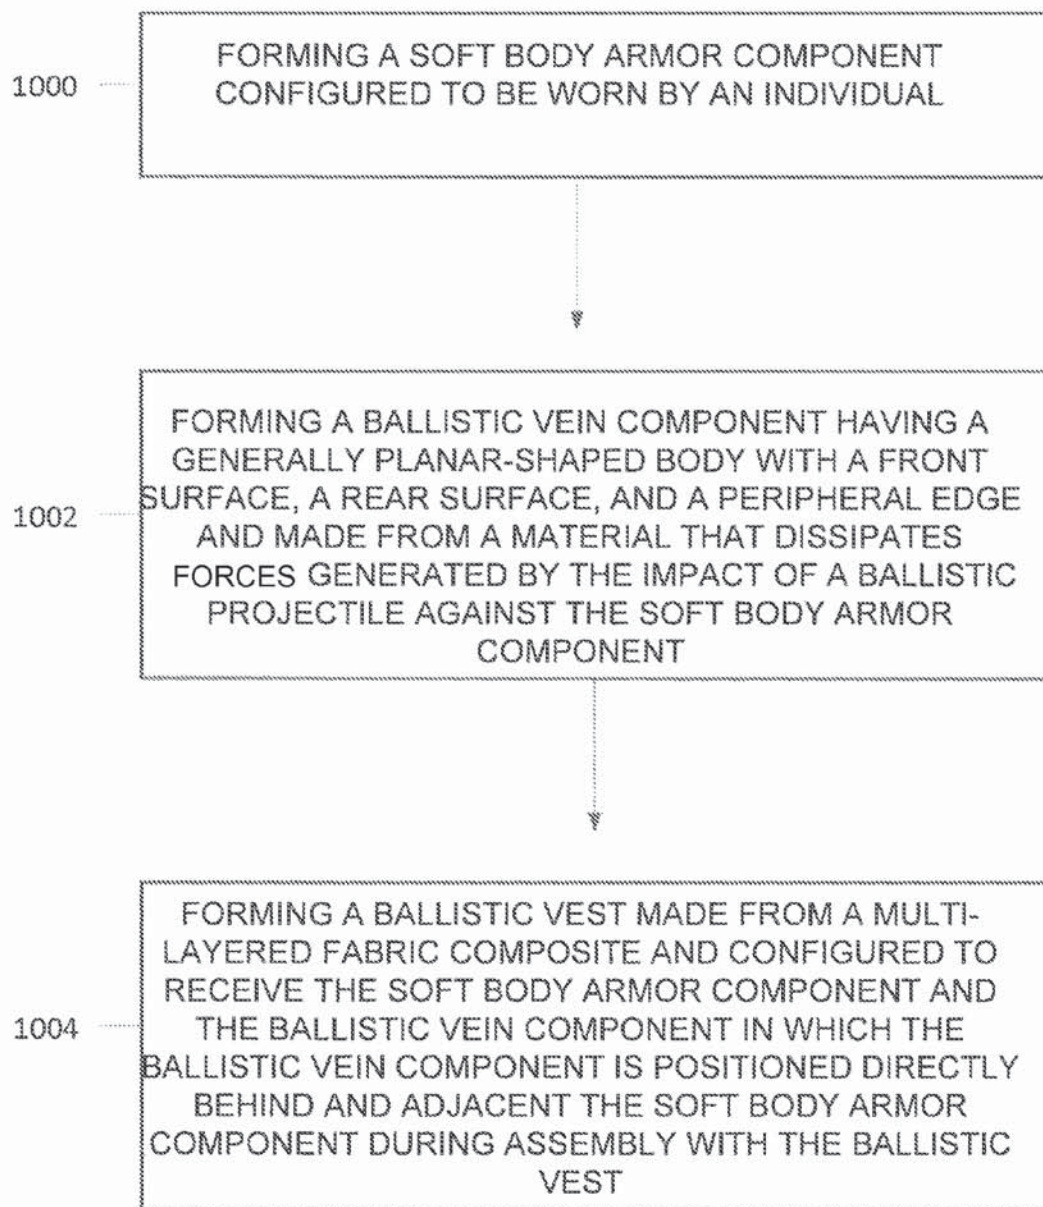 1000
FORMING A SOFT BODY ARMOR COMPONENT
CONFIGURED TO BE WORN BY AN INDIVIDUAL
1002
FORMING A BALLISTIC VEIN COMPONENT HAVING A
GENERALLY PLANAR-SHAPED BODY WITH A FRONT
SURFACE, A REAR SURFACE, AND A PERIPHERAL EDGE
AND MADE FROM A MATERIAL THAT DISSIPATES
FORCES GENERATED BY THE IMPACT OF A BALLISTIC
PROJECTILE AGAINST THE SOFT BODY ARMOR
COMPONENT
1004
FORMING A BALLISTIC VEST MADE FROM A MULTI-
LAYERED FABRIC COMPOSITE AND CONFIGURED TO
RECEIVE THE SOFT BODY ARMOR COMPONENT AND
THE BALLISTIC VEIN COMPONENT IN WHICH THE
BALLISTIC VEIN COMPONENT IS POSITIONED DIRECTLY
BEHIND AND ADJACENT THE SOFT BODY ARMOR
COMPONENT DURING ASSEMBLY WITH THE BALLISTIC
VEST